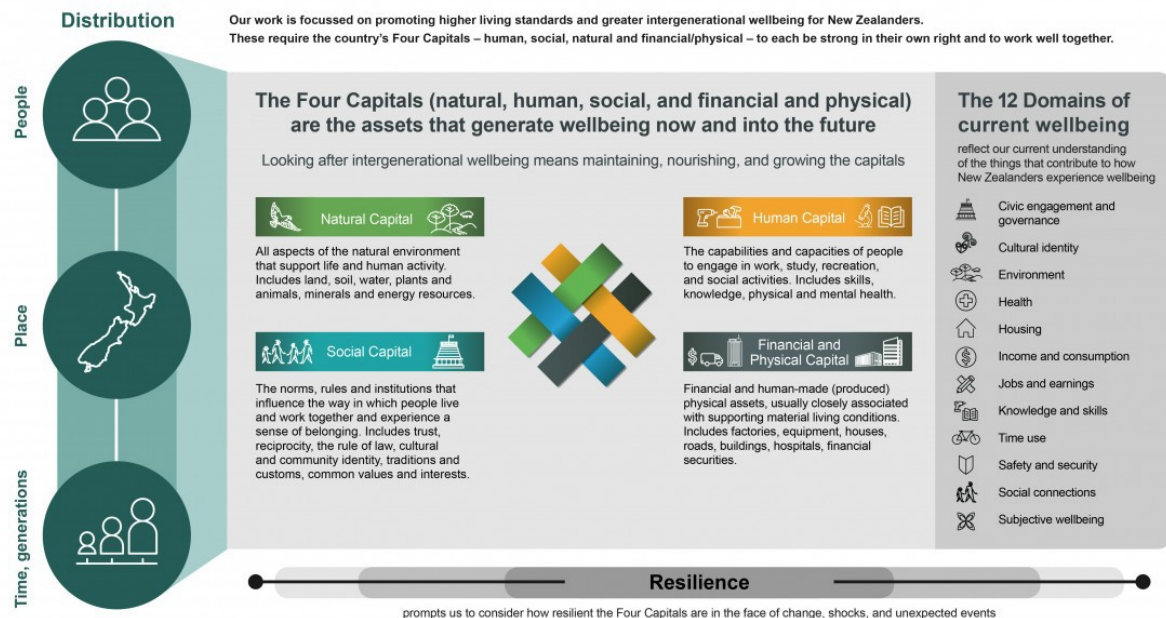 Distribution
Our work is focussed on promoting higher living standards and greater intergenerational wellbeing for New Zealanders.
These require the country's Four Capitals – human, social, natural and financial/physical – to each be strong in their own right and to work well together.
People
Place
Time, generations
The Four Capitals (natural, human, social, and financial and physical)
are the assets that generate wellbeing now and into the future
Looking after intergenerational wellbeing means maintaining, nourishing, and growing the capitals
Natural Capital
All aspects of the natural environment
that support life and human activity.
Includes land, soil, water, plants and
animals, minerals and energy resources.
Human Capital
The capabilities and capacities of people
to engage in work, study, recreation,
and social activities. Includes skills,
knowledge, physical and mental health.
Social Capital
The norms, rules and institutions that
influence the way in which people live
and work together and experience a
sense of belonging. Includes trust,
reciprocity, the rule of law, cultural
and community identity, traditions and
customs, common values and interests.
$
Financial and
Physical Capital
Financial and human-made (produced)
physical assets, usually closely associated
with supporting material living conditions.
Includes factories, equipment, houses,
roads, buildings, hospitals, financial
securities.
The 12 Domains of
current wellbeing
reflect our current understanding
of the things that contribute to how
New Zealanders experience wellbeing
Civic engagement and
governance
Cultural identity
Environment
Health
Housing
$
Income and consumption
Jobs and earnings
Knowledge and skills
Time use
Safety and security
Social connections
Subjective wellbeing
Resilience
prompts us to consider how resilient the Four Capitals are in the face of change, shocks, and unexpected events